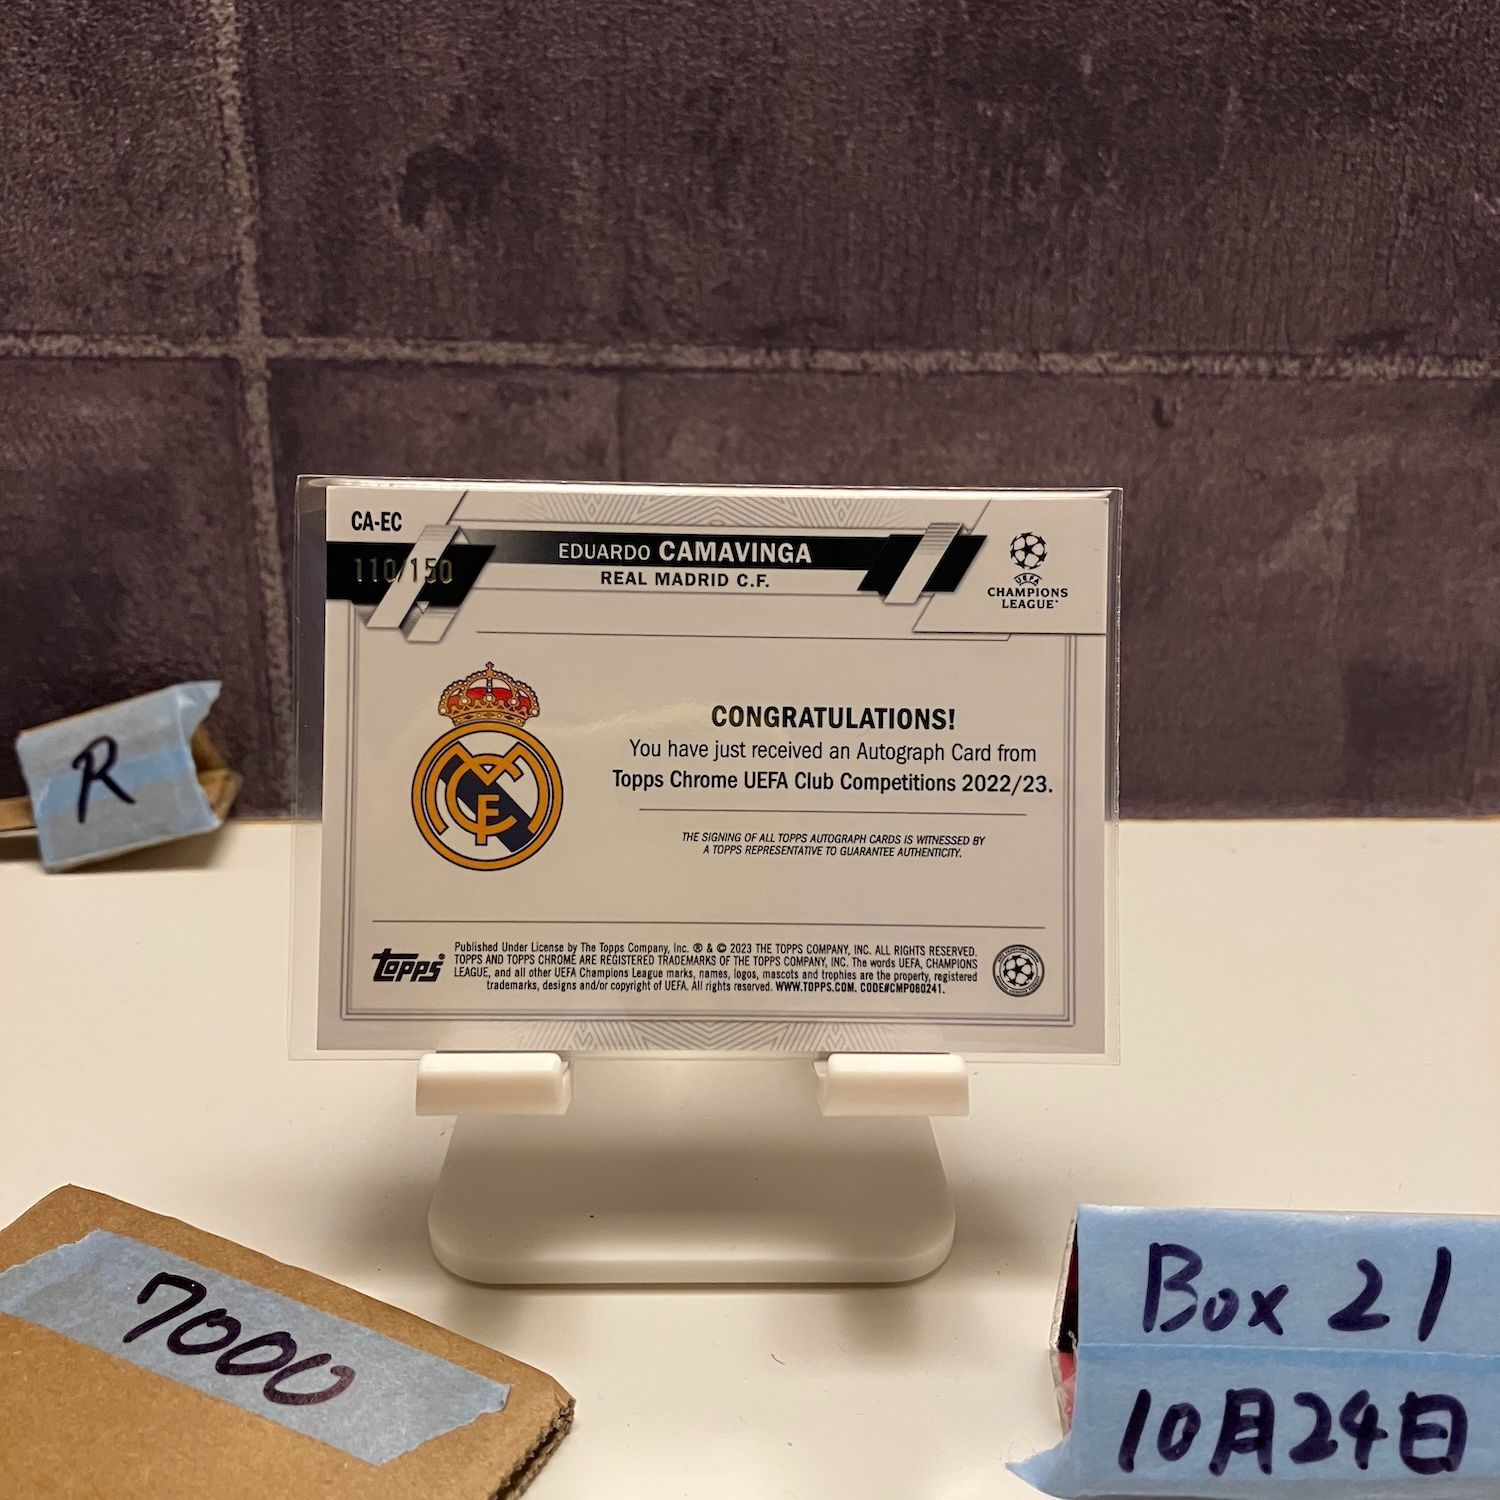 CA-EC
110/150
EDUARDO CAMAVINGA
REAL MADRID C.F.
UEFA
CHAMPIONS
LEAGUE
CONGRATULATIONS!
You have just received an Autograph Card from
Topps Chrome UEFA Club Competitions 2022/23.
THE SIGNING OF ALL TOPPS AUTOGRAPH CARDS IS WITNESSED BY
A TOPPS REPRESENTATIVE TO GUARANTEE AUTHENTICITY.
topps
Published Under License by The Topps Company, Inc. ® & © 2023 THE TOPPS COMPANY, INC. ALL RIGHTS RESERVED.
TOPPS AND TOPPS CHROME ARE REGISTERED TRADEMARKS OF THE TOPPS COMPANY, INC. The words UEFA, CHAMPIONS
LEAGUE, and all other UEFA Champions League marks, names, logos, mascots and trophies are the property, registered
trademarks, designs and/or copyright of UEFA. All rights reserved. WWW.TOPPS.COM. CODE#CMP060241.
R
7000
Box 21
10月24日